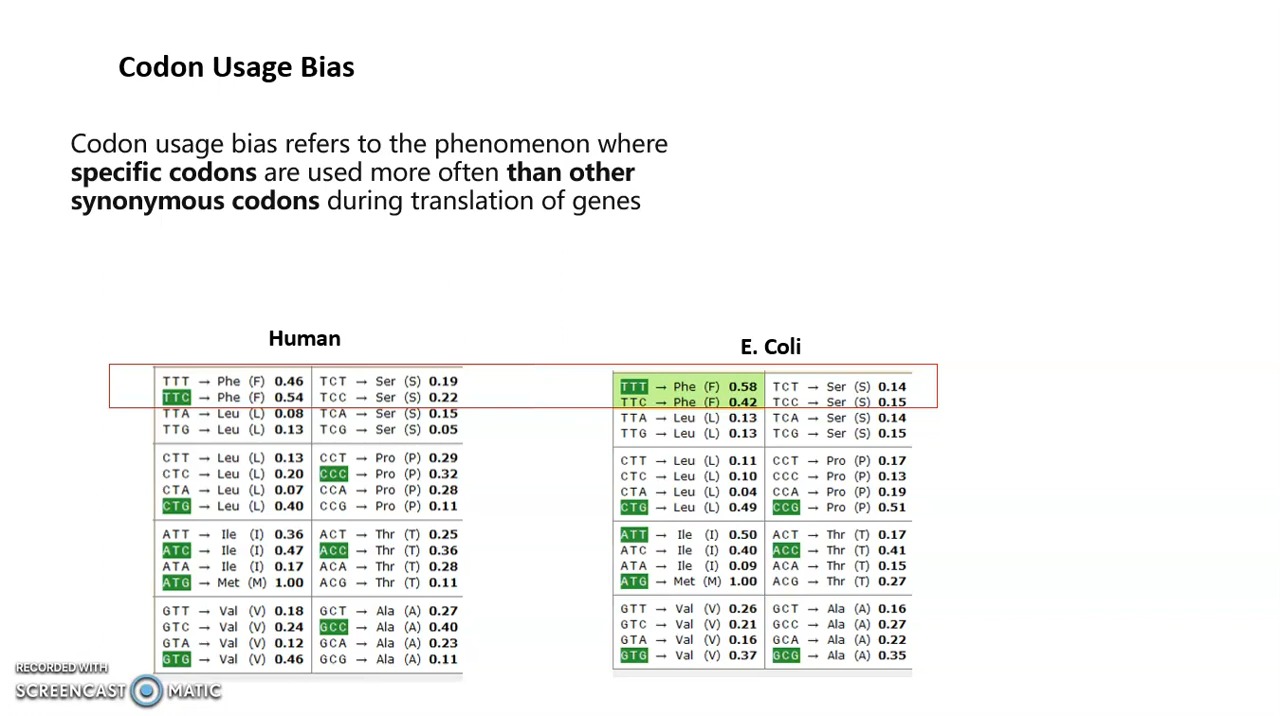 Codon Usage Bias
Codon usage bias refers to the phenomenon where
specific codons are used more often than other
synonymous codons during translation of genes
Human
TTT → Phe (F) 0.46 TCT → Ser (S) 0.19
TTC → Phe (F) 0.54 TCC → Ser (S) 0.22
TTA → Leu (L) 0.08 TCA → Ser (S) 0.15
TTG → Leu (L) 0.13 TCG → Ser (S) 0.05
CTT → Leu (L) 0.13 CCT → Pro (P) 0.29
CTC → Leu (L) 0.20 CCC → Pro (P) 0.32
CTA → Leu (L) 0.07 CCA → Pro (P) 0.28
CTG → Leu (L) 0.40 CCG → Pro (P) 0.11
ATT → Ile (I) 0.36 ACT → Thr (T) 0.25
ATC → Ile (I) 0.47 ACC → Thr (T) 0.36
ATA → Ile (I) 0.17 ACA → Thr (T) 0.28
ATG → Met (M) 1.00 ACG → Thr (T) 0.11
GTT → Val (V) 0.18 GCT → Ala (A) 0.27
GTC → Val (V) 0.24 GCC → Ala (A) 0.40
GTA → Val (V) 0.12 GCA → Ala (A) 0.23
GTG → Val (V) 0.46 GCG → Ala (A) 0.11
E. Coli
TTT → Phe (F) 0.58 TCT → Ser (S) 0.14
TTC → Phe (F) 0.42 TCC → Ser (S) 0.15
TTA → Leu (L) 0.13 TCA → Ser (S) 0.14
TTG → Leu (L) 0.13 TCG → Ser (S) 0.15
CTT → Leu (L) 0.11 CCT → Pro (P) 0.17
CTC → Leu (L) 0.10 CCC → Pro (P) 0.13
CTA → Leu (L) 0.04 CCA → Pro (P) 0.19
CTG → Leu (L) 0.49 CCG → Pro (P) 0.51
ATT → Ile (I) 0.50 ACT → Thr (T) 0.17
ATC → Ile (I) 0.40 ACC → Thr (T) 0.41
ATA → Ile (I) 0.09 ACA → Thr (T) 0.15
ATG → Met (M) 1.00 ACG → Thr (T) 0.27
GTT → Val (V) 0.26 GCT → Ala (A) 0.16
GTC → Val (V) 0.21 GCC → Ala (A) 0.27
GTA → Val (V) 0.16 GCA → Ala (A) 0.22
GTG → Val (V) 0.37 GCG → Ala (A) 0.35
RECORDED WITH
SCREENCAST MATIC